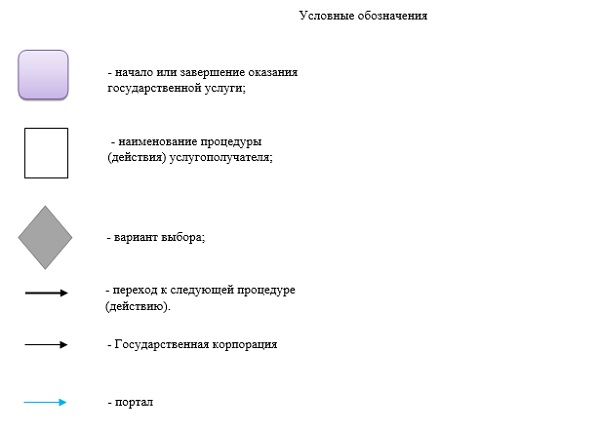 Условные обозначения
- начало или завершение оказания
государственной услуги;
- наименование процедуры
(действия) услугополучателя;
- вариант выбора;
- переход к следующей процедуре
(действию).
- Государственная корпорация
- портал